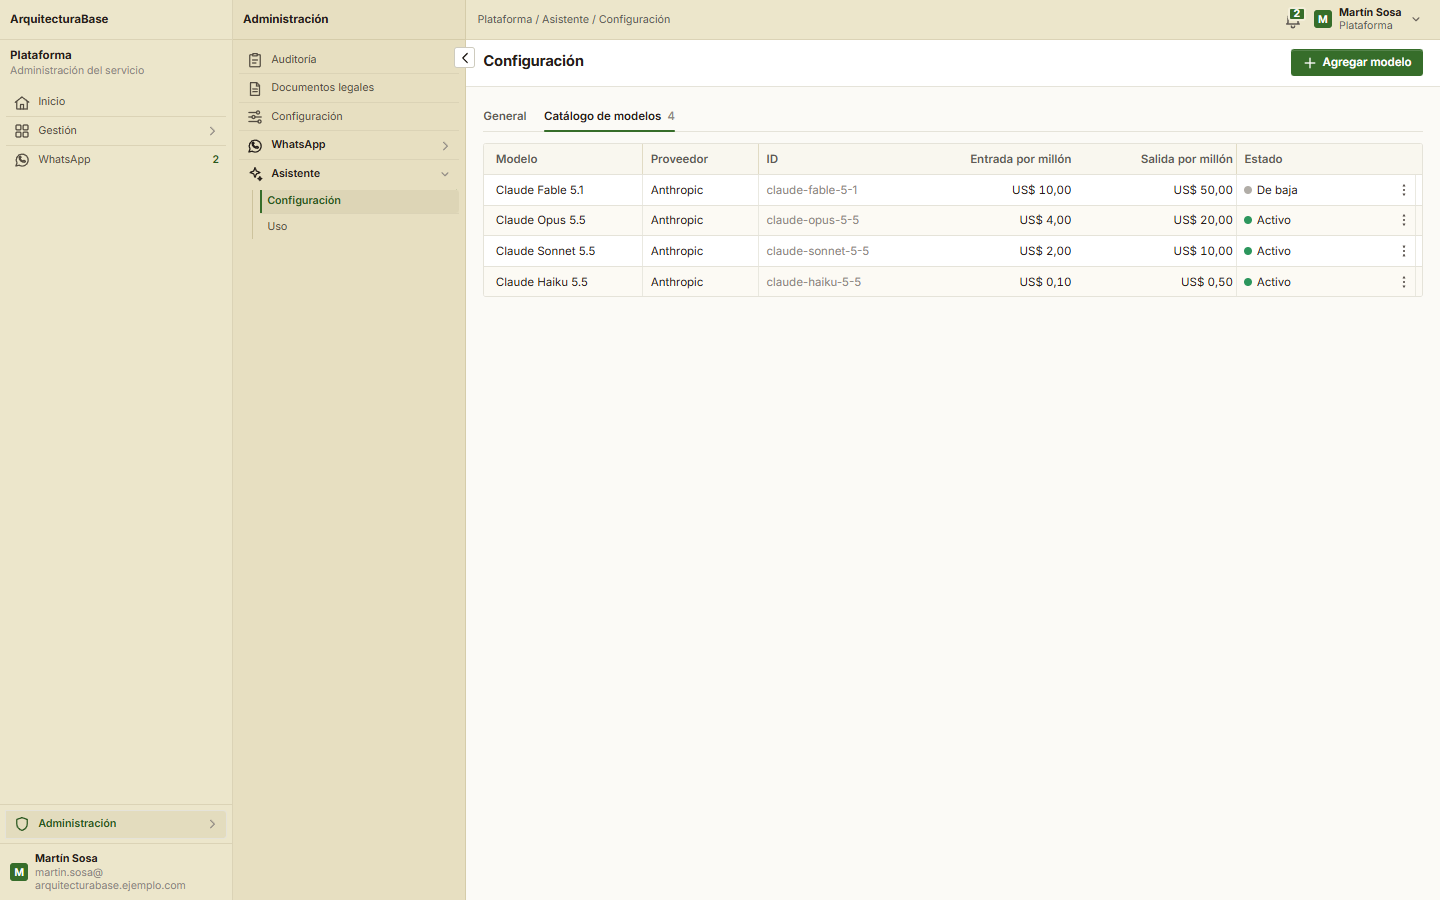 ArquitecturaBase
Plataforma
Administración del servicio
Inicio
Gestión
WhatsApp 2
Administración
Martín Sosa
martin.sosa@
arquitecturabase.ejemplo.com
Administración
Auditoría
Documentos legales
Configuración
WhatsApp
Asistente
Configuración
Uso
Plataforma / Asistente / Configuración
2
M
Martín Sosa
Plataforma
Configuración
Agregar modelo
General
Catálogo de modelos 4
Modelo Proveedor ID Entrada por millón Salida por millón Estado
Claude Fable 5.1 Anthropic claude-fable-5-1 US$ 10,00 US$ 50,00 De baja
Claude Opus 5.5 Anthropic claude-opus-5-5 US$ 4,00 US$ 20,00 Activo
Claude Sonnet 5.5 Anthropic claude-sonnet-5-5 US$ 2,00 US$ 10,00 Activo
Claude Haiku 5.5 Anthropic claude-haiku-5-5 US$ 0,10 US$ 0,50 Activo
M